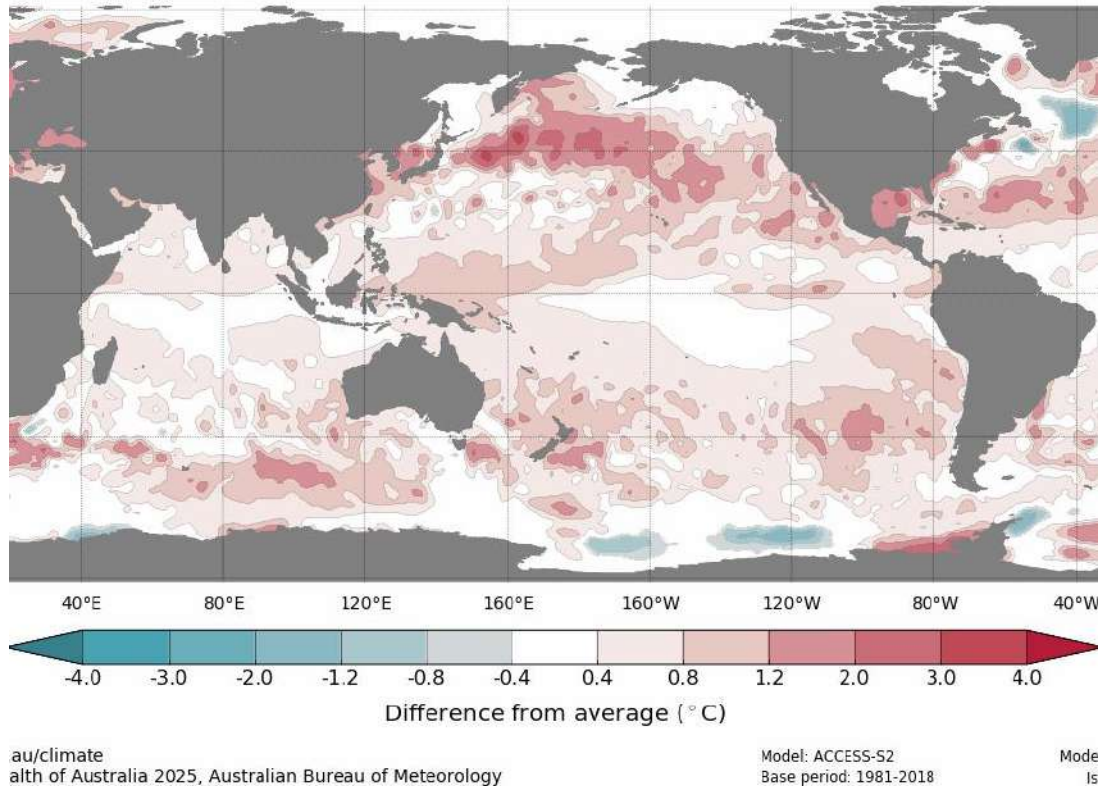 40°E 80°E 120°E 160°E 160°W 120°W 80°W 40°W
-4.0 -3.0 -2.0 -1.2 -0.8 -0.4 0.4 0.8 1.2 2.0 3.0 4.0
Difference from average (°C)
au/climate
alth of Australia 2025, Australian Bureau of Meteorology
Model: ACCESS-S2
Base period: 1981-2018
Mode
Is